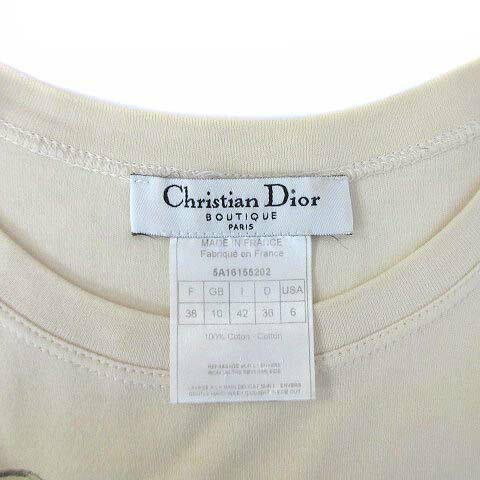 Christian Dior
BOUTIQUE
PARIS
MADE IN FRANCE
Fabriqué en France
5A16155202
F GB I D USA
38 10 42 36 6
100% Coton - Cotton